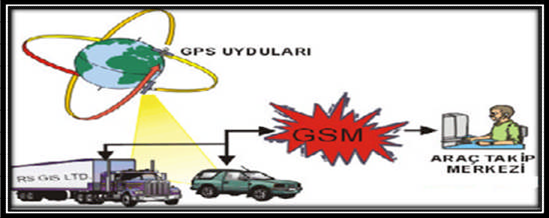 GPS UYDULARI
GSM
RS GIS LTD.
ARAÇ TAKİP
MERKEZİ